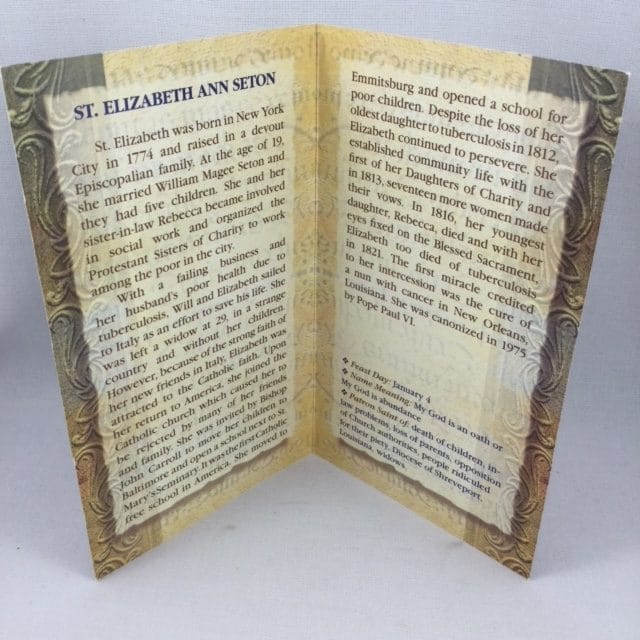 ST. ELIZABETH ANN SETON
St. Elizabeth was born in New York
City in 1774 and raised in a devout
Episcopalian family. At the age of 19,
she married William Magee Seton and
they had five children. She and her
sister-in-law Rebecca became involved
in social work and organized the
Protestant Sisters of Charity to work
among the poor in the city.
With a failing business and
her husband's poor health due to
tuberculosis, Will and Elizabeth sailed
to Italy as an effort to save his life. She
was left a widow at 29, in a strange
country and without her children.
However, because of the strong faith of
her new friends in Italy, Elizabeth was
attracted to the Catholic faith. Upon
her return to America, she joined the
Catholic church which caused her to
be rejected by many of her friends
and family. She was invited by Bishop
John Carroll to move her children to
Baltimore and open a school next to St.
Mary's Seminary. It was the first Catholic
free school in America. She moved to
Emmitsburg and opened a school for
poor children. Despite the loss of her
oldest daughter to tuberculosis in 1812,
Elizabeth continued to persevere. She
established community life, with the
first of her Daughters of Charity and
in 1813, seventeen more women made
their vows. In 1816 her youngest
daughter, Rebecca, died and with her
eyes fixed on the Blessed Sacrament,
Elizabeth too died of tuberculosis
in 1821. The first miracle credited
to her intercession was the cure of
a nun with cancer in New Orleans,
Louisiana. She was canonized in 1975
by Pope Paul VI.
❖ Feast Day: January 4
❖ Name Meaning: My God is an oath or
My God is abundance
❖ Patron Saint of: death of children, in-
law problems, loss of parents, opposition
of Church authorities, people ridiculed
for their piety, Diocese of Shreveport,
Louisiana, widows